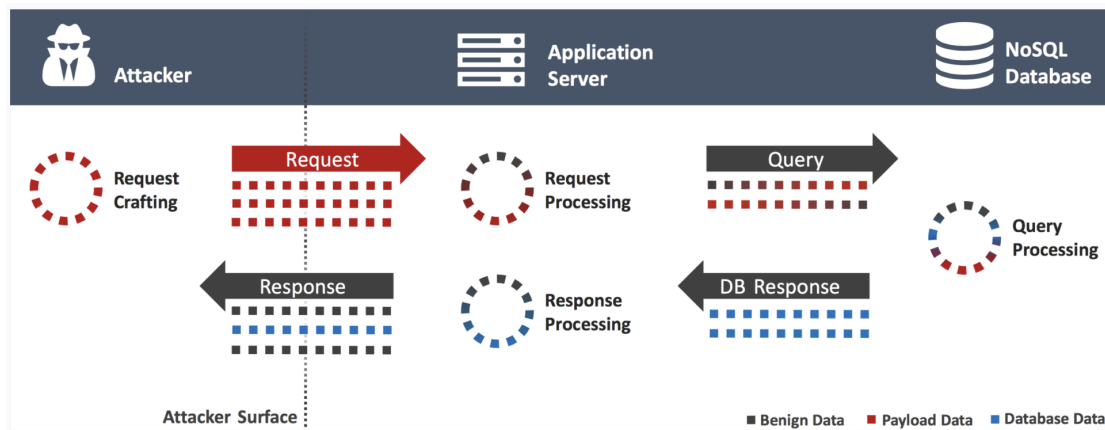 Attacker
Application
Server
NoSQL
Database
Request
Crafting
Request
Request
Processing
Query
Query
Processing
Response
Response
Processing
DB Response
Attacker Surface
Benign Data
Payload Data
Database Data